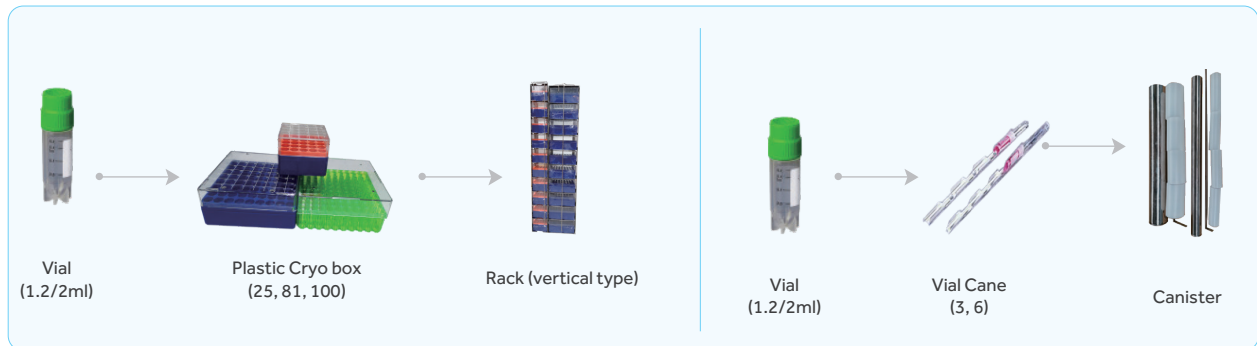 Vial
(1.2/2ml)
Plastic Cryo box
(25, 81, 100)
Rack (vertical type)
Vial
(1.2/2ml)
Vial Cane
(3, 6)
Canister